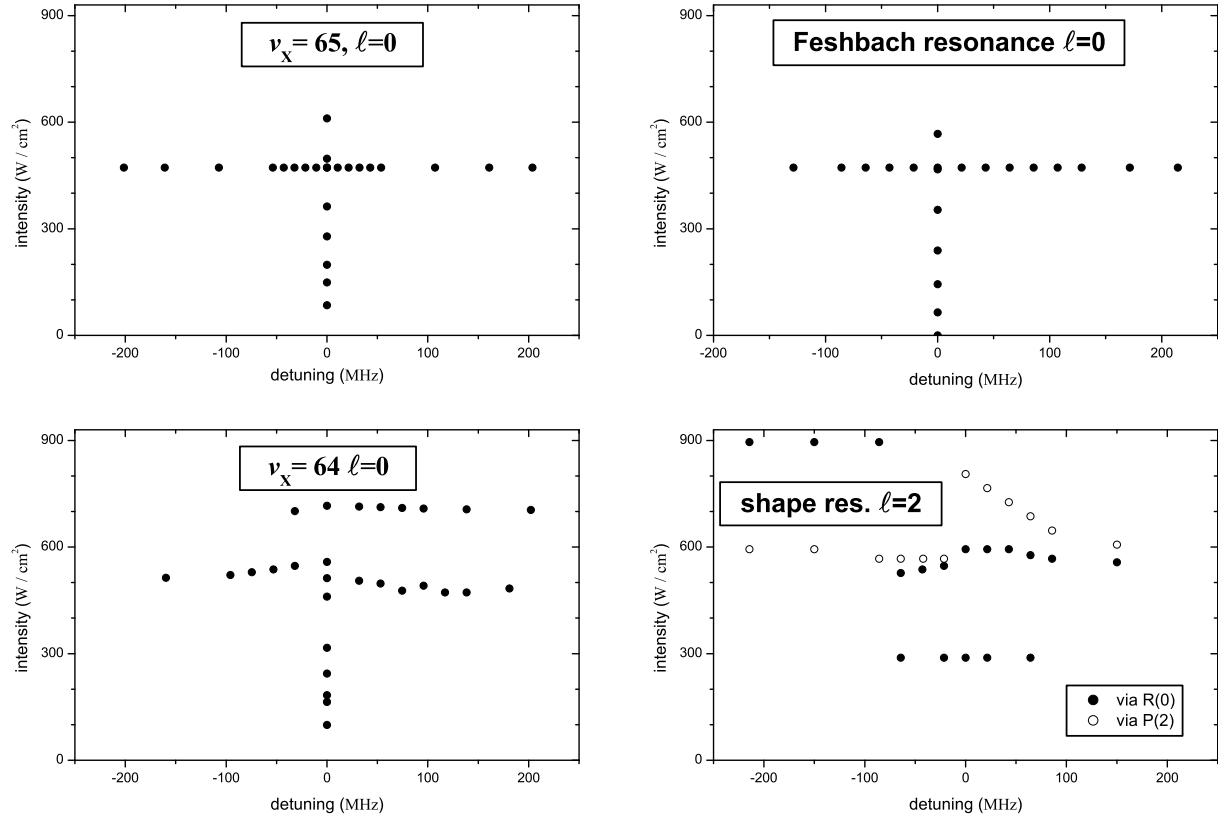 900
600
300
0
-200
-100
0
100
200
intensity (W / cm²)
detuning (MHz)
v_X= 65, ℓ=0
900
600
300
0
-200
-100
0
100
200
intensity (W / cm²)
detuning (MHz)
Feshbach resonance ℓ=0
900
600
300
0
-200
-100
0
100
200
intensity (W / cm²)
detuning (MHz)
v_X= 64 ℓ=0
900
600
300
0
-200
-100
0
100
200
intensity (W / cm²)
detuning (MHz)
shape res. ℓ=2
via R(0)
via P(2)